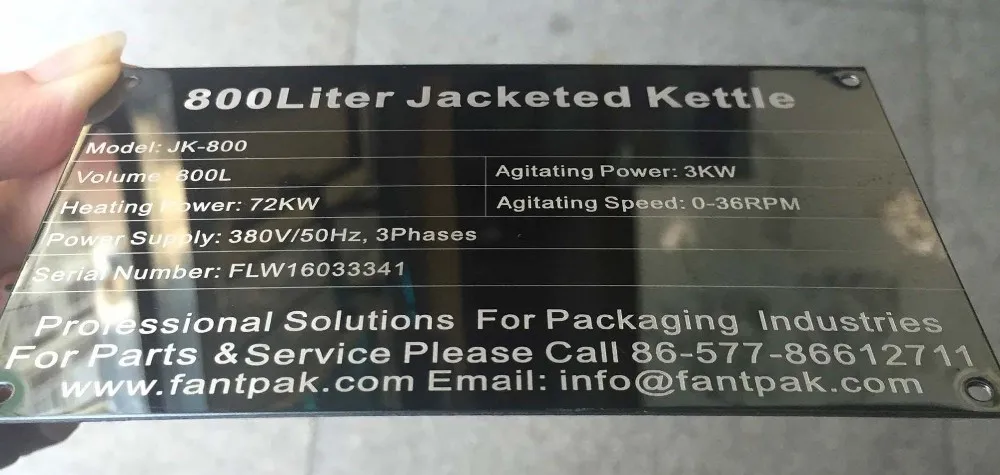 800Liter Jacketed Kettle
Model: JK-800
Volume: 800L Agitating Power: 3KW
Heating Power: 72KW Agitating Speed: 0-36RPM
Power Supply: 380V/50Hz, 3Phases
Serial Number: FLW16033341
Professional Solutions For Packaging Industries
For Parts & Service Please Call 86-577-86612711
www.fantpak.com Email: info@fantpak.com